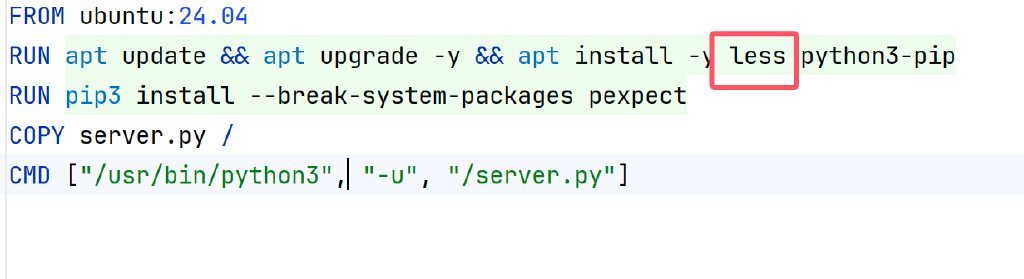 FROM ubuntu:24.04
RUN apt update && apt upgrade -y && apt install -y less python3-pip
RUN pip3 install --break-system-packages pexpect
COPY server.py /
CMD ["/usr/bin/python3", "-u", "/server.py"]